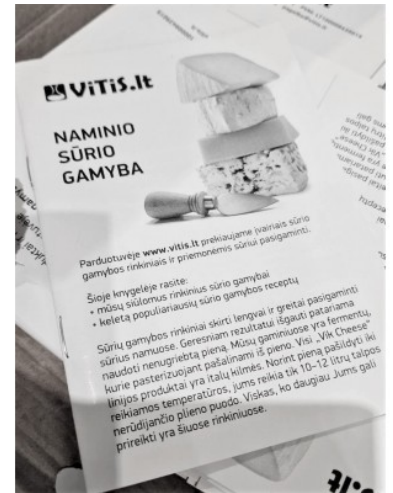 ViTiS.lt
NAMINIO
SŪRIO
GAMYBA
Parduotuvėje www.vitis.lt prekiaujame įvairiais sūrio
gamybos rinkiniais ir priemonėmis sūriui pasigaminti.
Šioje knygelėje rasite:
• mūsų siūlomus rinkinius sūrio gamybai
• keletą populiariausių sūrio gamybos receptų
Sūrių gamybos rinkiniai skirti lengvai ir greitai pasigaminti
sūrius namuose. Geresniam rezultatui išgauti patariama
naudoti nenugriebtą pieną. Mūsų gaminiuose yra fermentų,
kurie pasterizuojant pašalinami iš pieno. Visi „Vik Cheese"
linijos produktai yra italų kilmės. Norint pieną pašildyti iki
reikiamos temperatūros, jums reikia tik 10–12 litrų talpos
nerūdijančio plieno puodo. Viskas, ko daugiau Jums gali
prireikti yra šiuose rinkiniuose.